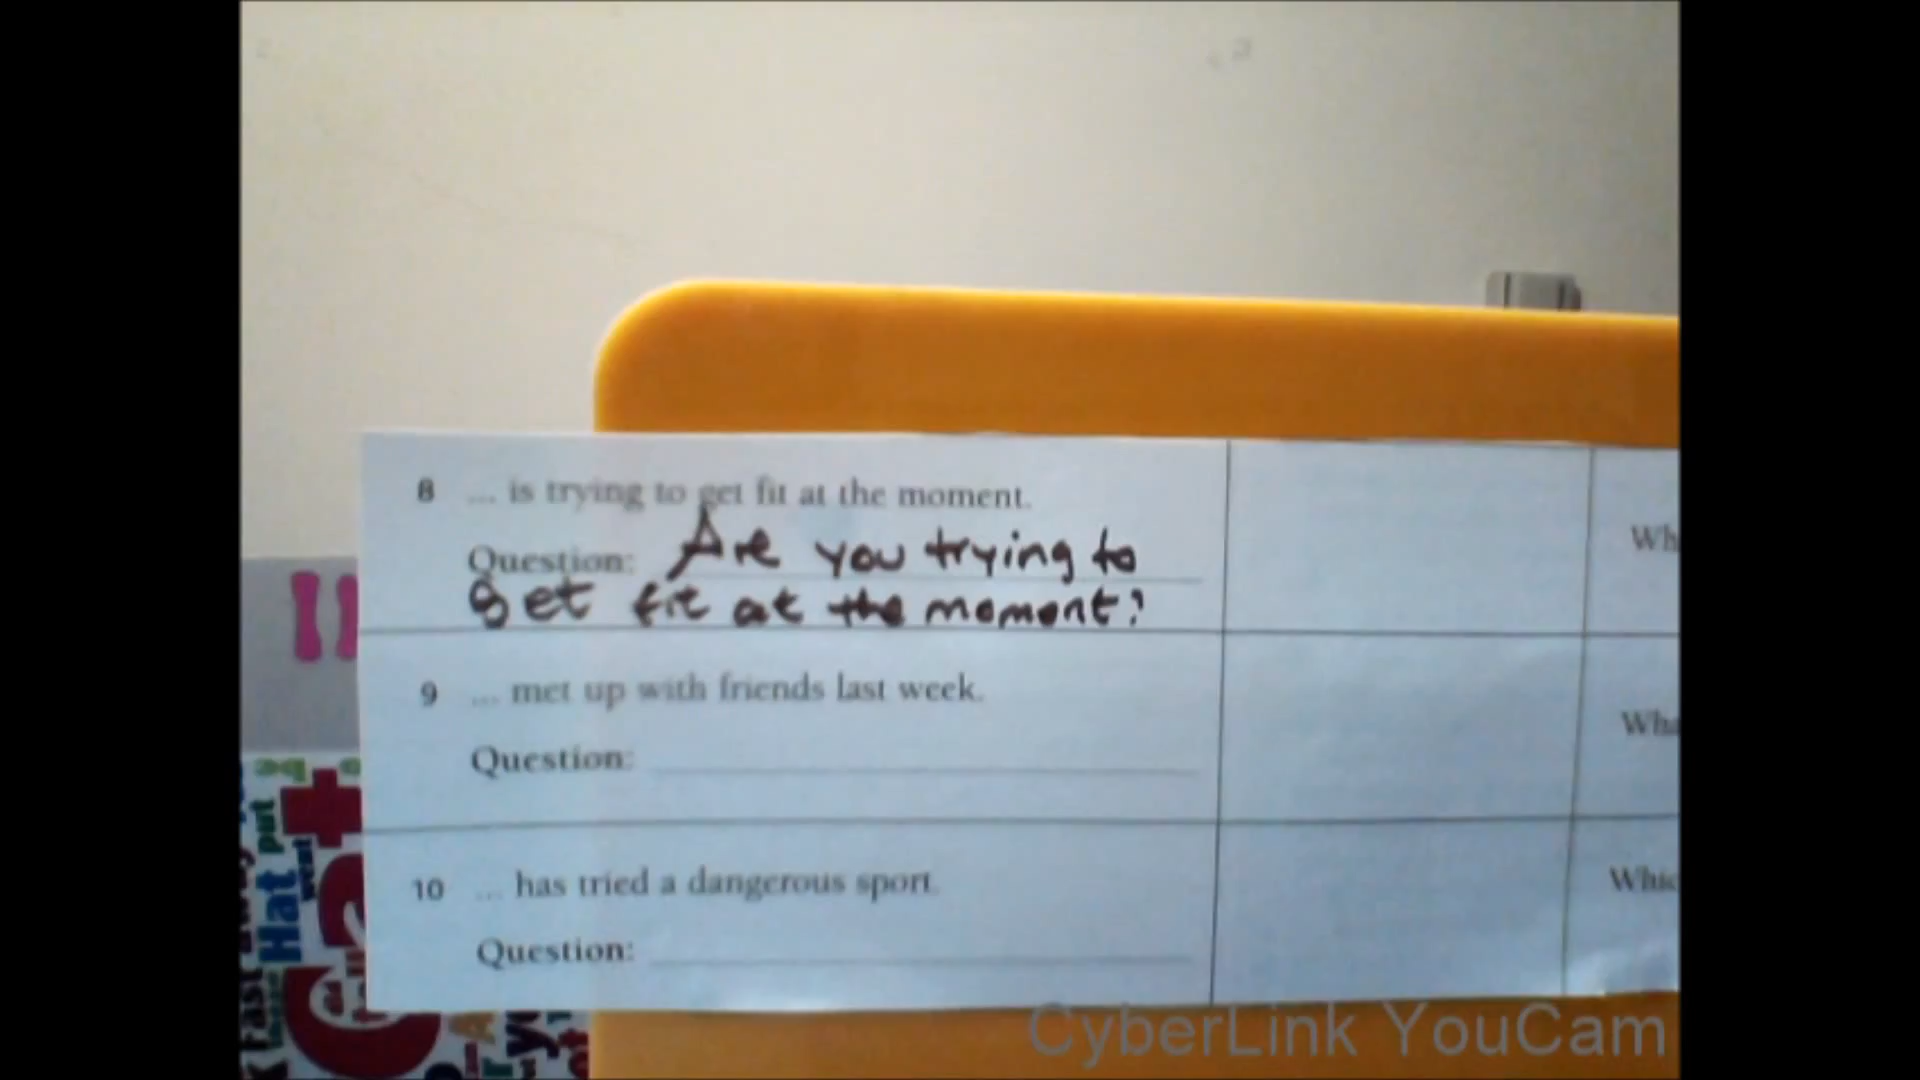 8 ... is trying to get fit at the moment.
Question: Are you trying to
get fit at the moment?
Wh
9 ... met up with friends last week.
Wha
Question:
10 ... has tried a dangerous sport.
Whic
Question:
Hat
put
went
CyberLink YouCam